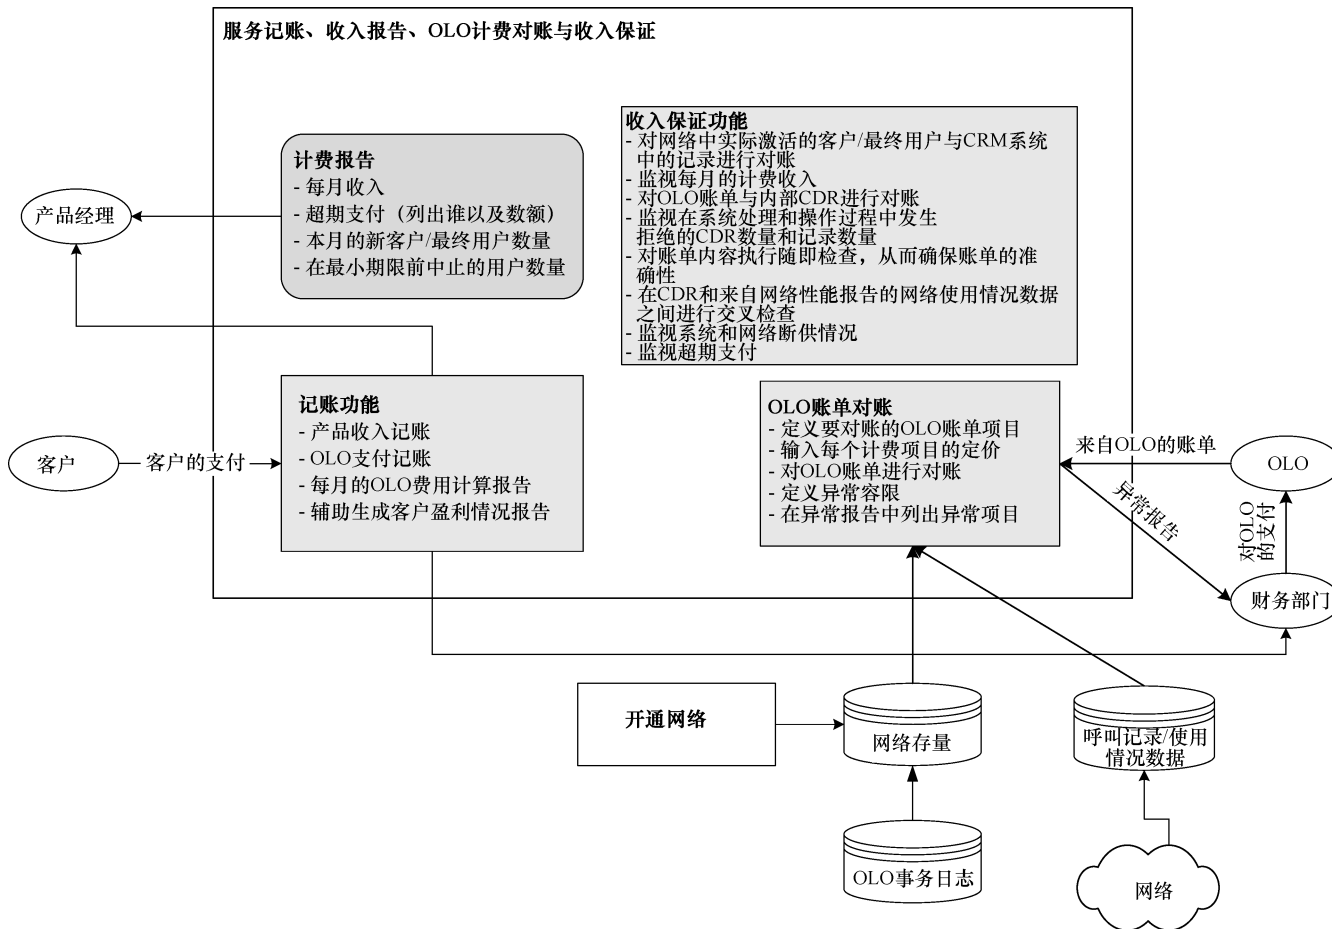 服务记账、收入报告、OLO计费对账与收入保证
计费报告
- 每月收入
- 超期支付（列出谁以及数额）
- 本月的新客户/最终用户数量
- 在最小期限前中止的用户数量
收入保证功能
- 对网络中实际激活的客户/最终用户与CRM系统
中的记录进行对账
- 监视每月的计费收入
- 对OLO账单与内部CDR进行对账
- 监视在系统处理和操作过程中发生
拒绝的CDR数量和记录数量
- 对账单内容执行随即检查，从而确保账单的准
确性
- 在CDR和来自网络性能报告的网络使用情况数据
之间进行交叉检查
- 监视系统和网络断供情况
- 监视超期支付
产品经理
记账功能
- 产品收入记账
- OLO支付记账
- 每月的OLO费用计算报告
- 辅助生成客户盈利情况报告
客户
客户的支付
OLO账单对账
- 定义要对账的OLO账单项目
- 输入每个计费项目的定价
- 对OLO账单进行对账
- 定义异常容限
- 在异常报告中列出异常项目
来自OLO的账单
OLO
异常报告
对OLO
的支付
财务部门
开通网络
网络存量
呼叫记录/使用
情况数据
OLO事务日志
网络